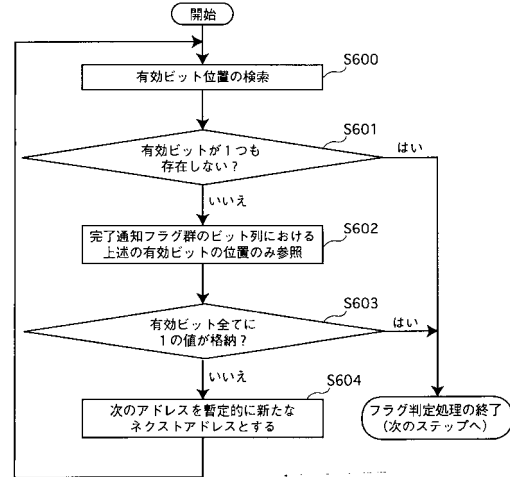 開始
S600
有効ビット位置の検索
S601
有効ビットが1つも
存在しない?
はい
いいえ
S602
完了通知フラグ群のビット列における
上述の有効ビットの位置のみ参照
S603
有効ビット全てに
1の値が格納?
はい
いいえ
S604
次のアドレスを暫定的に新たな
ネクストアドレスとする
フラグ判定処理の終了
(次のステップへ)